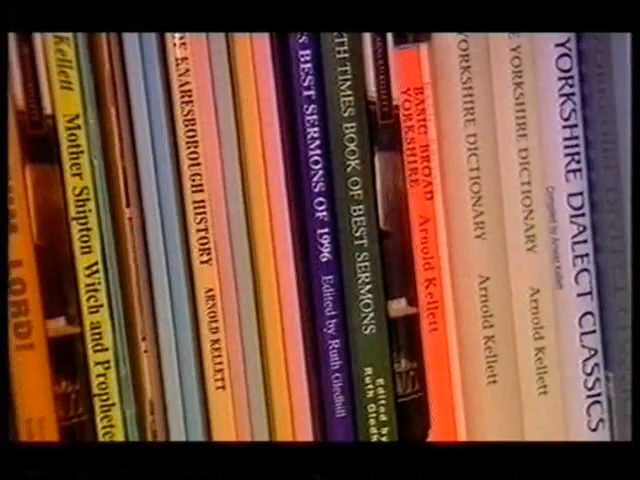 LORD
Kellett Mother Shipton Witch and Prophetess
KNARESBOROUGH HISTORY ARNOLD KELLETT
BEST SERMONS OF 1996 Edited by Ruth Gledhill
TH TIMES BOOK OF BEST SERMONS Edited by
Ruth Gledh
BASIC BROAD
YORKSHIRE
Arnold Kellett
YORKSHIRE DICTIONARY Arnold Kellett
E YORKSHIRE DICTIONARY Arnold Kellett
YORKSHIRE DIALECT CLASSICS
Compiled by Arnold Kellett